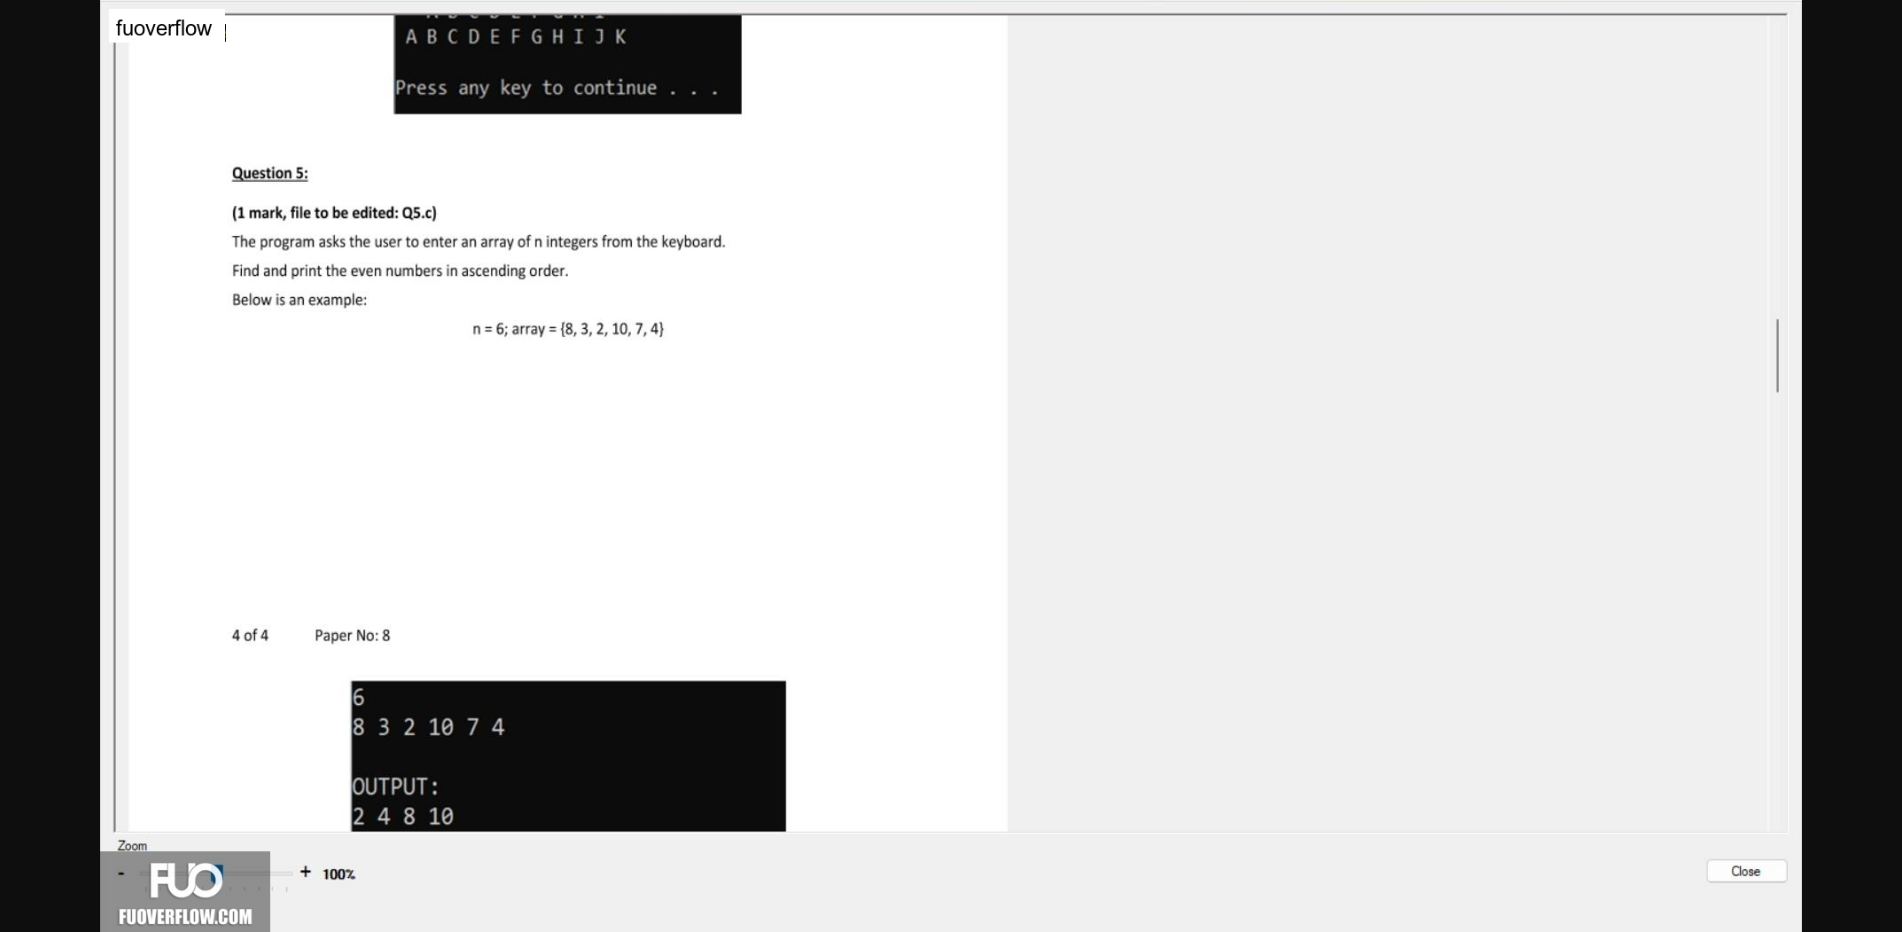 fuoverflow
A B C D E F G H I J K
Press any key to continue . . .
Question 5:
(1 mark, file to be edited: Q5.c)
The program asks the user to enter an array of n integers from the keyboard.
Find and print the even numbers in ascending order.
Below is an example:
n = 6; array = {8, 3, 2, 10, 7, 4}
4 of 4 Paper No: 8
6
8 3 2 10 7 4
OUTPUT:
2 4 8 10
Zoom
- + 100%
Close
FUO
FUOVERFLOW.COM